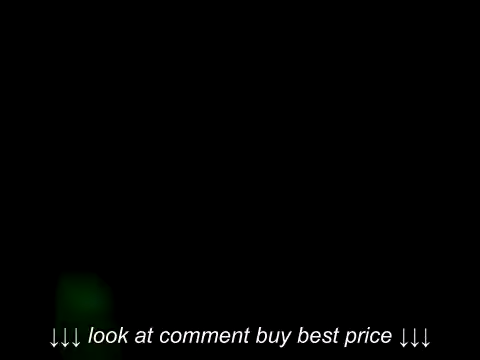 ↓↓↓ look at comment buy best price ↓↓↓